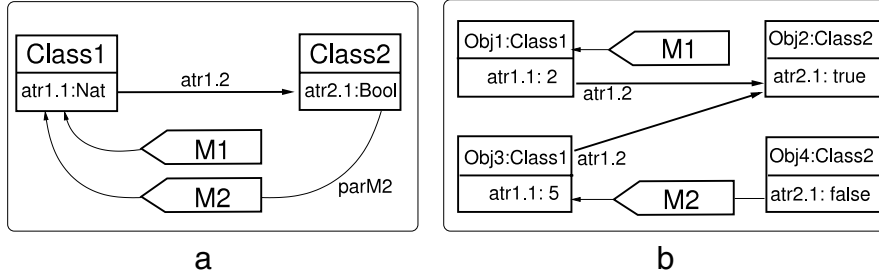 Class1
atr1.1:Nat
atr1.2
Class2
atr2.1:Bool
M1
M2
parM2
a
Obj1:Class1
atr1.1: 2
M1
Obj2:Class2
atr2.1: true
atr1.2
Obj3:Class1
atr1.1: 5
atr1.2
M2
Obj4:Class2
atr2.1: false
b